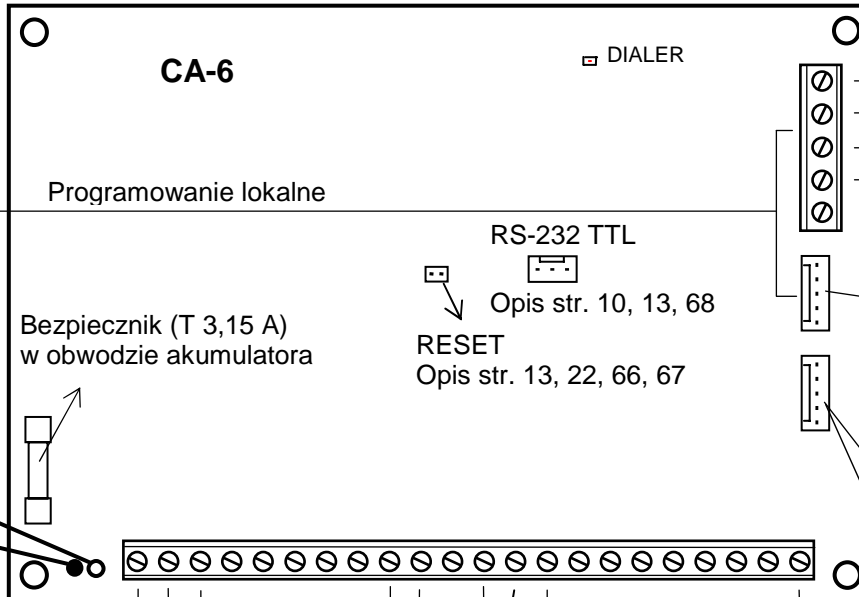 CA-6
DIALER
Programowanie lokalne
RS-232 TTL
Opis str. 10, 13, 68
Bezpiecznik (T 3,15 A)
w obwodzie akumulatora
RESET
Opis str. 13, 22, 66, 67